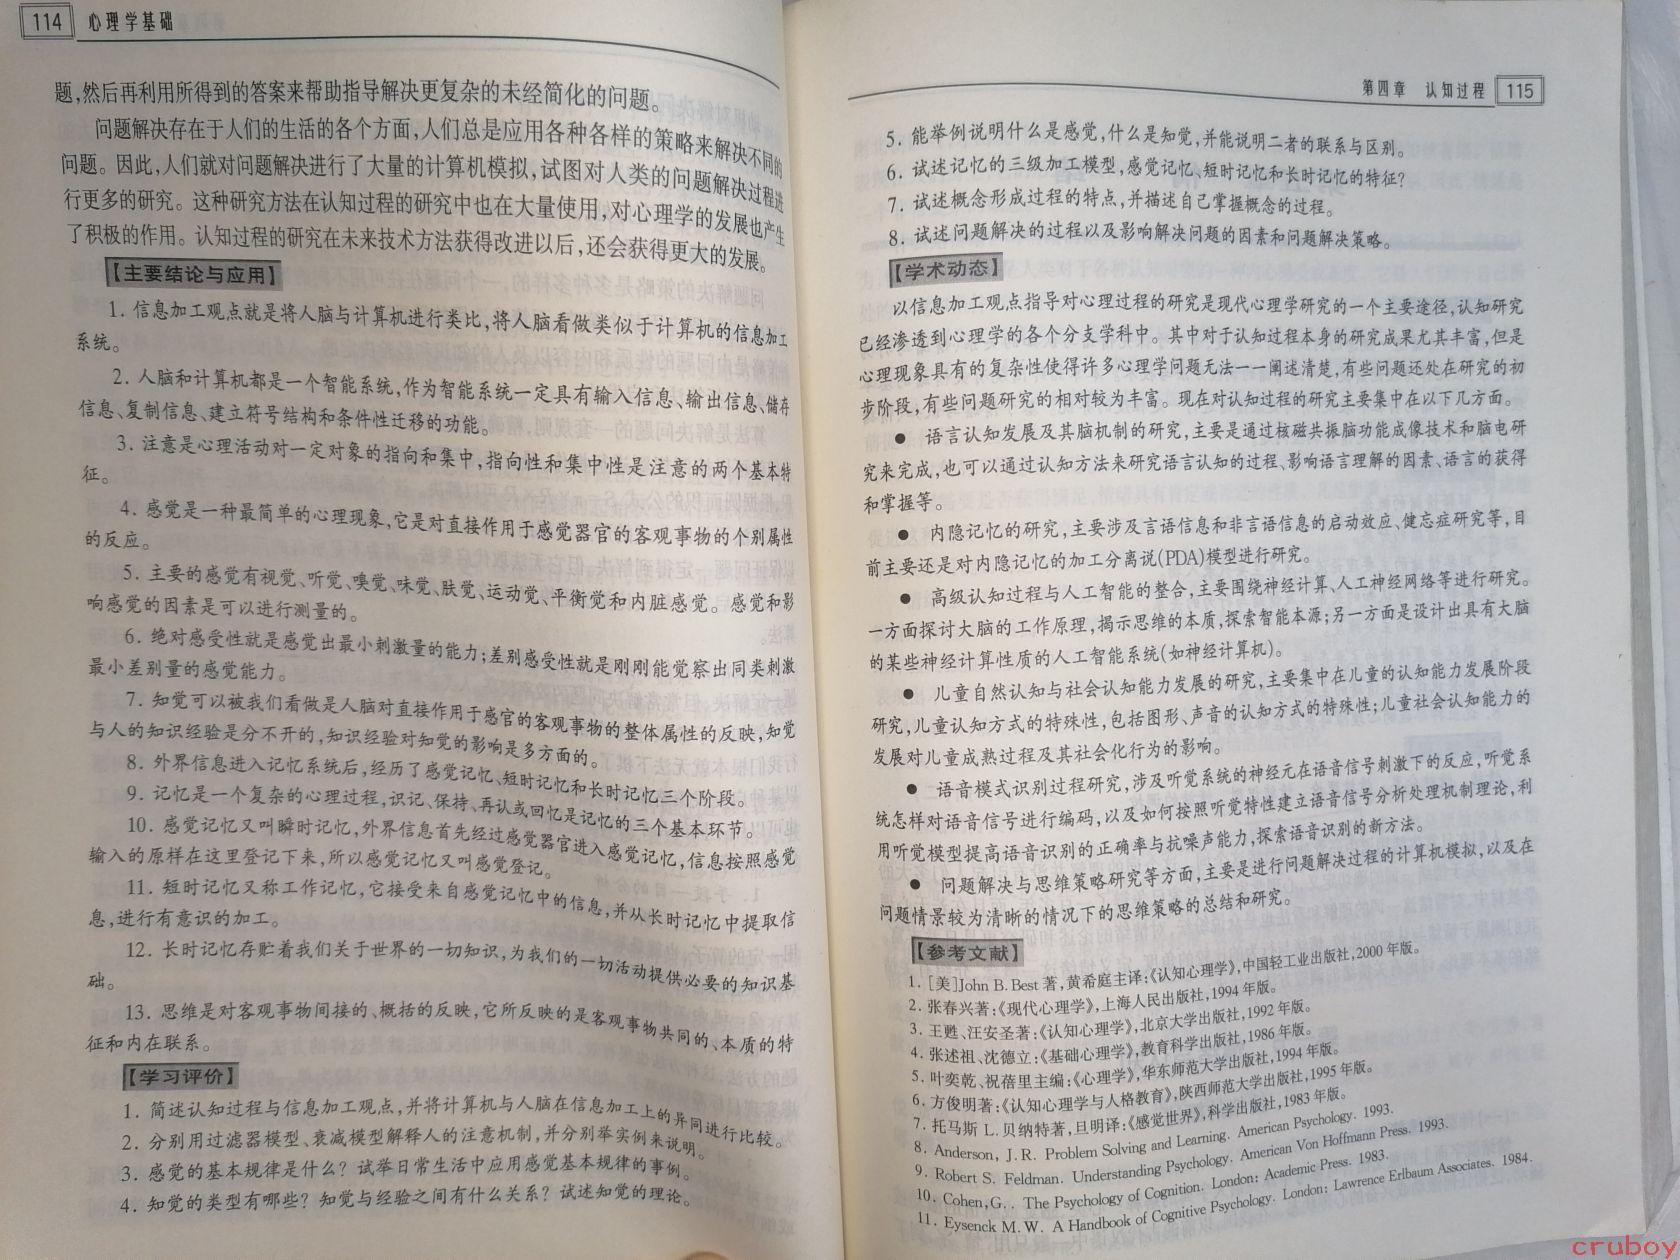 114 心理学基础
题,然后再利用所得到的答案来帮助指导解决更复杂的未经简化的问题。
问题解决存在于人们的生活的各个方面,人们总是应用各种各样的策略来解决不同的
问题。因此,人们就对问题解决进行了大量的计算机模拟,试图对人类的问题解决过程进
行更多的研究。这种研究方法在认知过程的研究中也在大量使用,对心理学的发展也产生
了积极的作用。认知过程的研究在未来技术方法获得改进以后,还会获得更大的发展。
【主要结论与应用】
1. 信息加工观点就是将人脑与计算机进行类比,将人脑看做类似于计算机的信息加工
系统。
2. 人脑和计算机都是一个智能系统,作为智能系统一定具有输入信息、输出信息、储存
信息、复制信息、建立符号结构和条件性迁移的功能。
3. 注意是心理活动对一定对象的指向和集中,指向性和集中性是注意的两个基本特
征。
4. 感觉是一种最简单的心理现象,它是对直接作用于感觉器官的客观事物的个别属性
的反应。
5. 主要的感觉有视觉、听觉、嗅觉、味觉、肤觉、运动觉、平衡觉和内脏感觉。感觉和影
响感觉的因素是可以进行测量的。
6. 绝对感受性就是感觉出最小刺激量的能力;差别感受性就是刚刚能觉察出同类刺激
最小差别量的感觉能力。
7. 知觉可以被我们看做是人脑对直接作用于感官的客观事物的整体属性的反映,知觉
与人的知识经验是分不开的,知识经验对知觉的影响是多方面的。
8. 外界信息进入记忆系统后,经历了感觉记忆、短时记忆和长时记忆三个阶段。
9. 记忆是一个复杂的心理过程,识记、保持、再认或回忆是记忆的三个基本环节。
10. 感觉记忆又叫瞬时记忆,外界信息首先经过感觉器官进入感觉记忆,信息按照感觉
输入的原样在这里登记下来,所以感觉记忆又叫感觉登记。
11. 短时记忆又称工作记忆,它接受来自感觉记忆中的信息,并从长时记忆中提取信
息,进行有意识的加工。
12. 长时记忆存贮着我们关于世界的一切知识,为我们的一切活动提供必要的知识基
础。
13. 思维是对客观事物间接的、概括的反映,它所反映的是客观事物共同的、本质的特
征和内在联系。
【学习评价】
1. 简述认知过程与信息加工观点,并将计算机与人脑在信息加工上的异同进行比较。
2. 分别用过滤器模型、衰减模型解释人的注意机制,并分别举实例来说明。
3. 感觉的基本规律是什么?试举日常生活中应用感觉基本规律的事例。
4. 知觉的类型有哪些?知觉与经验之间有什么关系?试述知觉的理论。
第四章 认知过程 115
5. 能举例说明什么是感觉,什么是知觉,并能说明二者的联系与区别。
6. 试述记忆的三级加工模型,感觉记忆、短时记忆和长时记忆的特征?
7. 试述概念形成过程的特点,并描述自己掌握概念的过程。
8. 试述问题解决的过程以及影响解决问题的因素和问题解决策略。
【学术动态】
以信息加工观点指导对心理过程的研究是现代心理学研究的一个主要途径,认知研究
已经渗透到心理学的各个分支学科中。其中对于认知过程本身的研究成果尤其丰富,但是
心理现象具有的复杂性使得许多心理学问题无法一一阐述清楚,有些问题还处在研究的初
步阶段,有些问题研究的相对较为丰富。现在对认知过程的研究主要集中在以下几方面。
● 语言认知发展及其脑机制的研究,主要是通过核磁共振脑功能成像技术和脑电研
究来完成,也可以通过认知方法来研究语言认知的过程、影响语言理解的因素、语言的获得
和掌握等。
● 内隐记忆的研究,主要涉及言语信息和非言语信息的启动效应、健忘症研究等,目
前主要还是对内隐记忆的加工分离说(PDA)模型进行研究。
● 高级认知过程与人工智能的整合,主要围绕神经计算、人工神经网络等进行研究。
一方面探讨大脑的工作原理,揭示思维的本质,探索智能本源;另一方面是设计出具有大脑
的某些神经计算性质的人工智能系统(如神经计算机)。
● 儿童自然认知与社会认知能力发展的研究,主要集中在儿童的认知能力发展阶段
研究,儿童认知方式的特殊性,包括图形、声音的认知方式的特殊性;儿童社会认知能力的
发展对儿童成熟过程及其社会化行为的影响。
● 语音模式识别过程研究,涉及听觉系统的神经元在语音信号刺激下的反应,听觉系
统怎样对语音信号进行编码,以及如何按照听觉特性建立语音信号分析处理机制理论,利
用听觉模型提高语音识别的正确率与抗噪声能力,探索语音识别的新方法。
● 问题解决与思维策略研究等方面,主要是进行问题解决过程的计算机模拟,以及在
问题情景较为清晰的情况下的思维策略的总结和研究。
【参考文献】
1. [美]John B. Best 著,黄希庭主译:《认知心理学》,中国轻工业出版社,2000 年版。
2. 张春兴著:《现代心理学》,上海人民出版社,1994 年版。
3. 王甦、汪安圣著:《认知心理学》,北京大学出版社,1992 年版。
4. 张述祖、沈德立:《基础心理学》,教育科学出版社,1986 年版。
5. 叶奕乾、祝蓓里主编:《心理学》,华东师范大学出版社,1994 年版。
6. 方俊明著:《认知心理学与人格教育》,陕西师范大学出版社,1995 年版。
7. 托马斯 L. 贝纳特著,旦明译:《感觉世界》,科学出版社,1983 年版。
8. Anderson, J. R. Problem Solving and Learning. American Psychology. 1993.
9. Robert S. Feldman. Understanding Psychology. American Von Hoffmann Press. 1993.
10. Cohen,G. . The Psychology of Cognition. London: Academic Press. 1983.
11. Eysenck M. W. A Handbook of Cognitive Psychology. London: Lawrence Erlbaum Associates. 1984.
cruboy